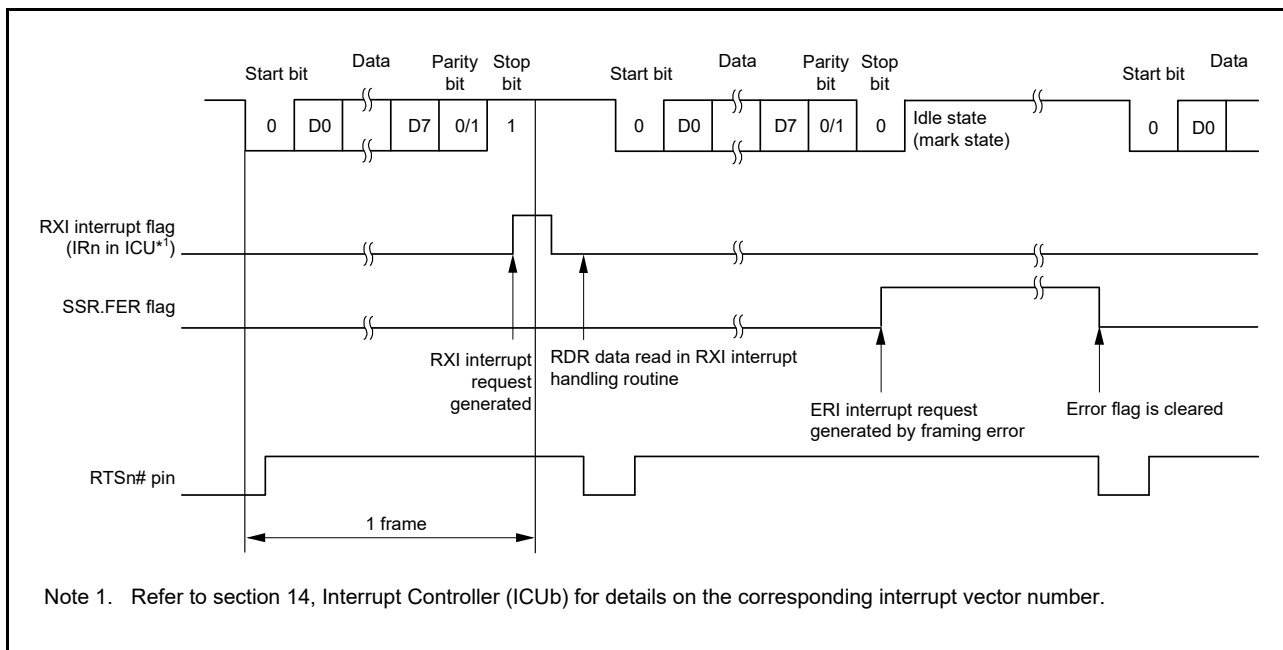 Start bit
Data
Parity
bit
Stop
bit
Start bit
Data
Parity
bit
Stop
bit
Start bit
Data
0
D0
D7
0/1
1
0
D0
D7
0/1
0
Idle state
(mark state)
0
D0
RXI interrupt flag
(IRn in ICU*1)
SSR.FER flag
RXI interrupt
request
generated
RDR data read in RXI interrupt
handling routine
ERI interrupt request
generated by framing error
Error flag is cleared
RTSn# pin
1 frame
Note 1. Refer to section 14, Interrupt Controller (ICUb) for details on the corresponding interrupt vector number.